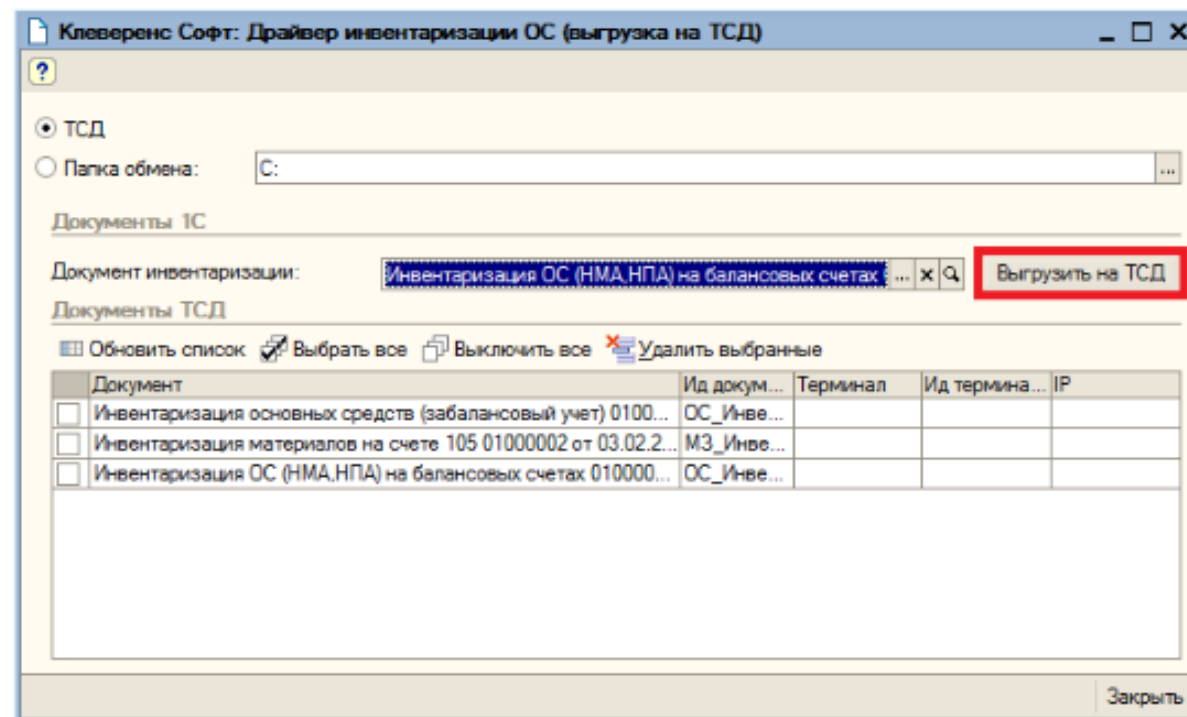 Клеверенс Софт: Драйвер инвентаризации ОС (выгрузка на ТСД)
?
ТСД
Папка обмена: C: ...
Документы 1С
Документ инвентаризации: Инвентаризация ОС (НМА,НПА) на балансовых счетах ... x Выгрузить на ТСД
Документы ТСД
Обновить список Выбрать все Выключить все Удалить выбранные
Документ Ид докум... Терминал Ид термина... IP
Инвентаризация основных средств (забалансовый учет) 0100... ОС_Инве...
Инвентаризация материалов на счете 105 01000002 от 03.02.2... МЗ_Инве...
Инвентаризация ОС (НМА,НПА) на балансовых счетах 010000... ОС_Инве...
Закрыть